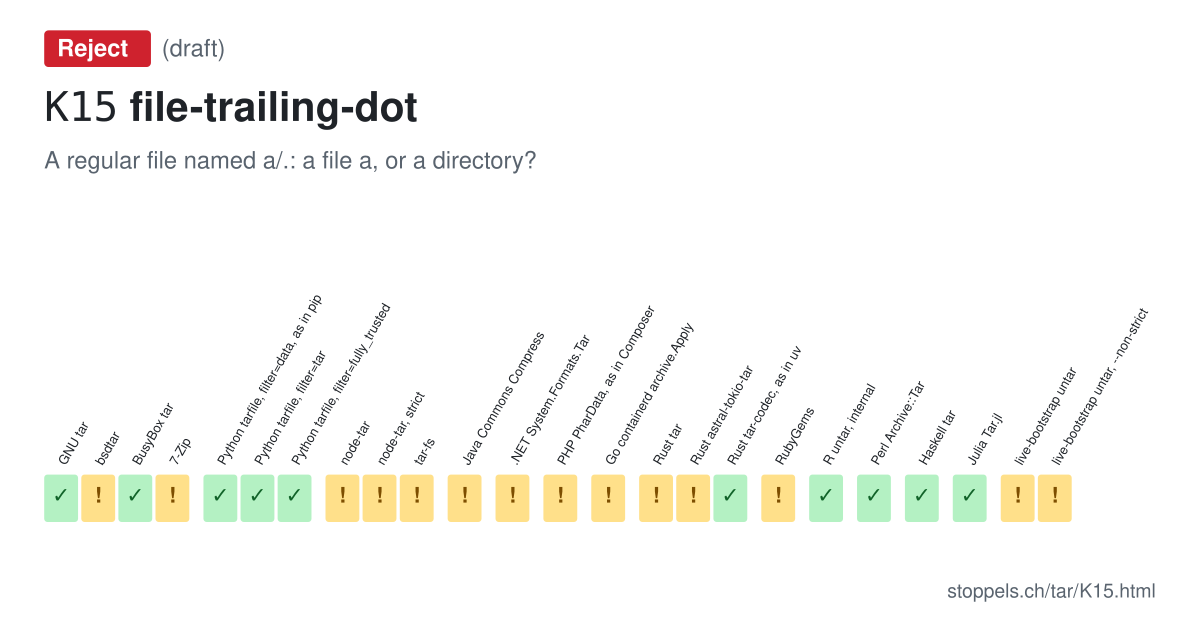 Reject (draft)
K15 file-trailing-dot
A regular file named a/.: a file a, or a directory?
GNU tar
bsdtar
BusyBox tar
7-Zip
Python tarfile, filter=data, as in pip
Python tarfile, filter=tar
Python tarfile, filter=fully_trusted
node-tar
node-tar, strict
tar-fs
Java Commons Compress
.NET System.Formats.Tar
PHP PharData, as in Composer
Go containerd archive.Apply
Rust tar
Rust astral-tokio-tar
Rust tar-codec, as in uv
RubyGems
R untar, internal
Perl Archive::Tar
Haskell tar
Julia Tar.jl
live-bootstrap untar
live-bootstrap untar, --non-strict
✓ ! ✓ ! ✓ ✓ ✓ ! ! ! ! ! ! ! ! ! ✓ ! ✓ ✓ ✓ ✓ ! !
stoppels.ch/tar/K15.html